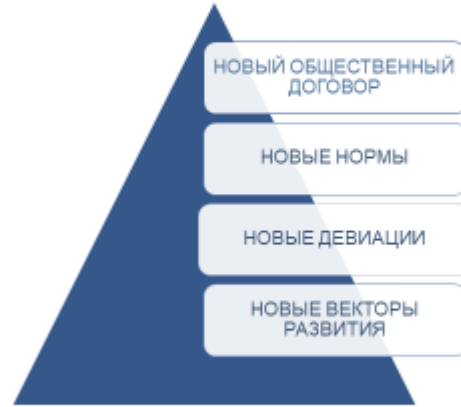 НОВЫЙ ОБЩЕСТВЕННЫЙ
ДОГОВОР
НОВЫЕ НОРМЫ
НОВЫЕ ДЕВИАЦИИ
НОВЫЕ ВЕКТОРЫ
РАЗВИТИЯ